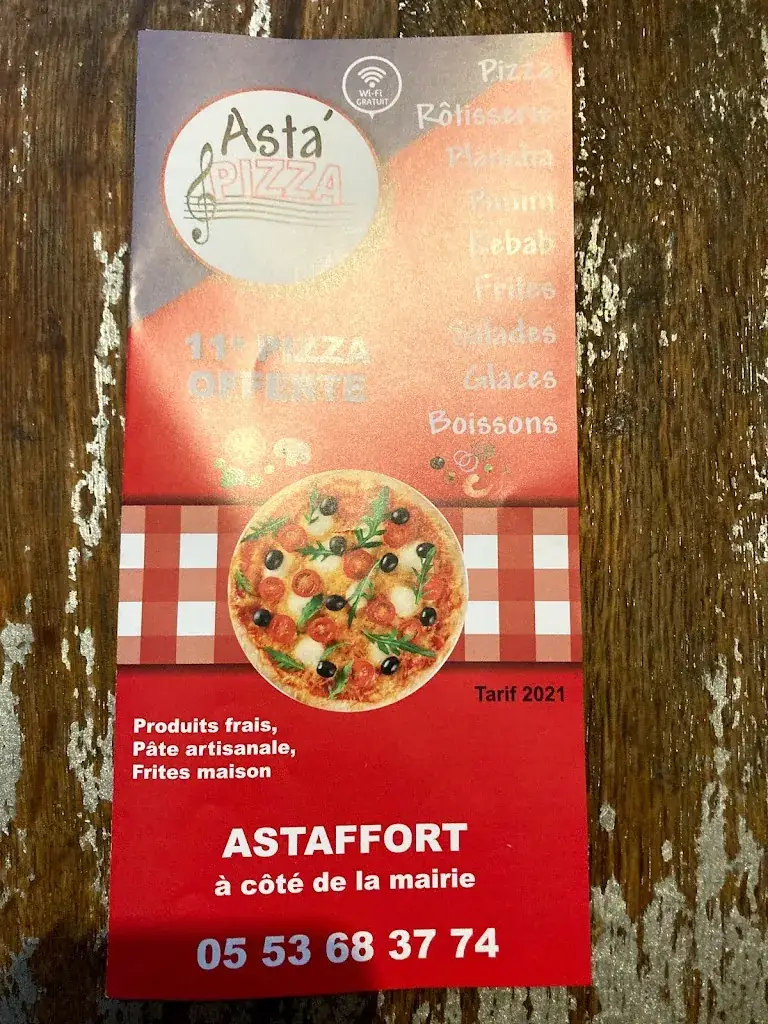 Wi-Fi
GRATUIT
Asta'
PIZZA
Pizza
Rôtisserie
Plancha
Panini
Kebab
Frites
Salades
Glaces
Boissons
11e PIZZA
OFFERTE
Tarif 2021
Produits frais,
Pâte artisanale,
Frites maison
ASTAFFORT
à côté de la mairie
05 53 68 37 74